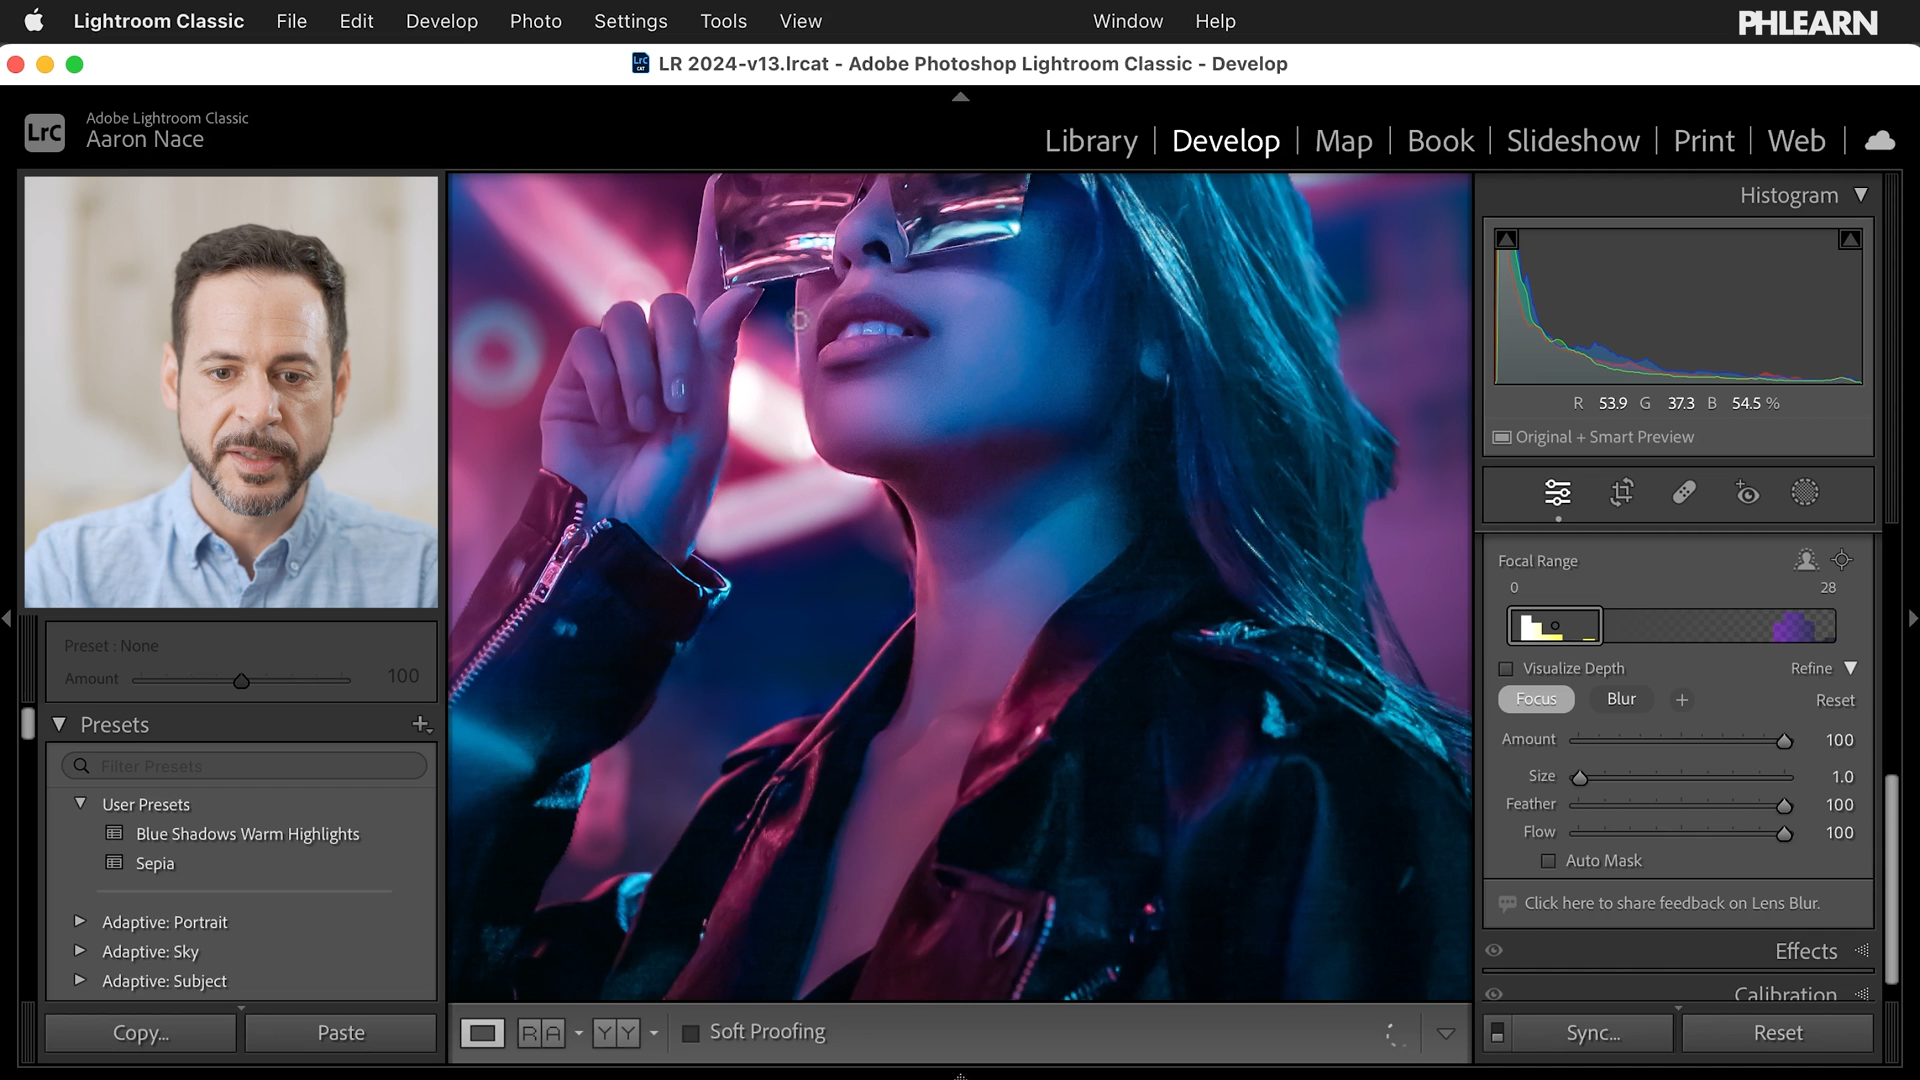 Lightroom Classic File Edit Develop Photo Settings Tools View Window Help PHLEARN
Lrc CAT LR 2024-v13.lrcat - Adobe Photoshop Lightroom Classic - Develop
LrC Adobe Lightroom Classic
Aaron Nace
Library | Develop | Map | Book | Slideshow | Print | Web
Histogram
R 53.9 G 37.3 B 54.5 %
Original + Smart Preview
Focal Range
0 28
Visualize Depth Refine
Focus Blur + Reset
Amount 100
Size 1.0
Feather 100
Flow 100
Auto Mask
Click here to share feedback on Lens Blur.
Effects
Calibration
Sync... Reset
Preset : None
Amount 100
Presets
Filter Presets
User Presets
Blue Shadows Warm Highlights
Sepia
Adaptive: Portrait
Adaptive: Sky
Adaptive: Subject
Copy... Paste
R A Y Y Soft Proofing